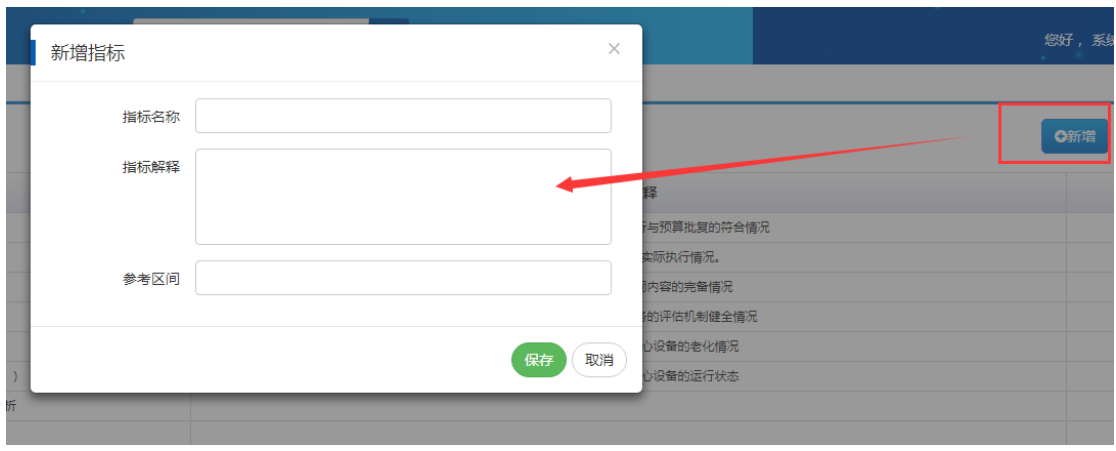 您好，系统
新增指标
×
指标名称
新增
指标解释
释
与预算批复的符合情况
实际执行情况。
参考区间
内容的完备情况
的评估机制健全情况
保存
取消
心设备的老化情况
）
心设备的运行状态
析